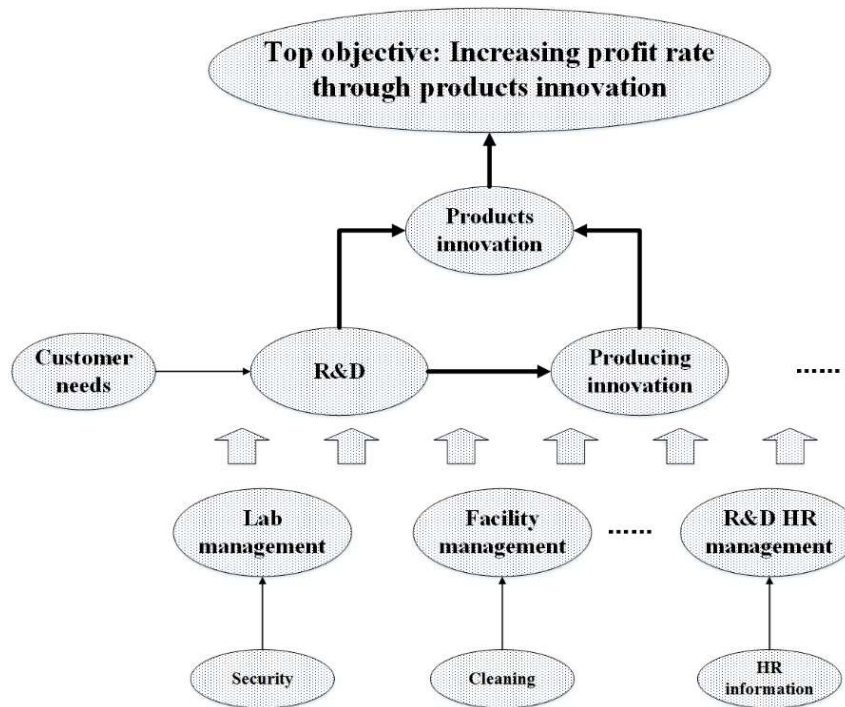 Top objective: Increasing profit rate
through products innovation
Products
innovation
Customer
needs
R&D
Producing
innovation
......
Lab
management
Facility
management
......
R&D HR
management
Security
Cleaning
HR
information